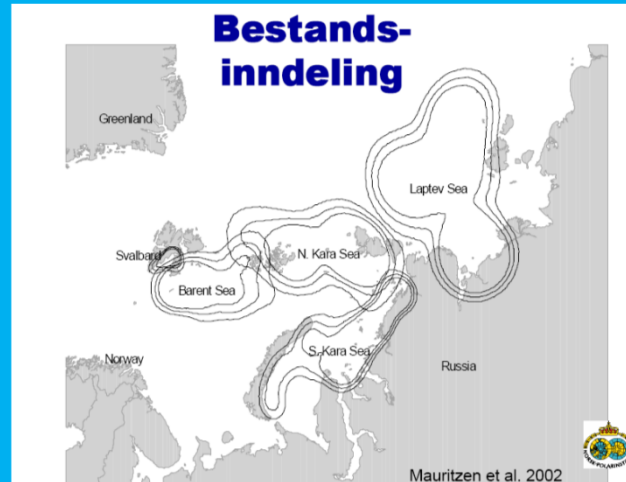 Bestands-
inndeling
Greenland
Laptev Sea
Svalbard
N. Kara Sea
Barent Sea
S. Kara Sea
Norway
Russia
Mauritzen et al. 2002